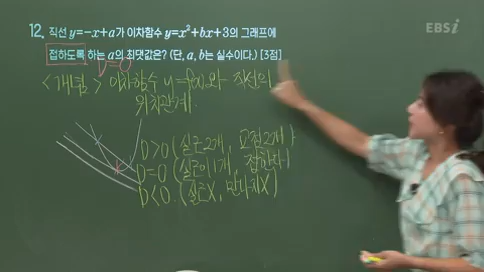 EBSi
12. 직선 y=-x+a가 이차함수 y=x²+bx+3의 그래프에
접하도록 하는 a의 최댓값은? (단, a, b는 실수이다.) [3점]
D=0
<개념> 이차함수 y=f(x)와 직선의
위치관계.
D>0 (실근2개, 교점2개)
D=0 (실근1개, 접한다)
D<0. (실근X, 만나지X)